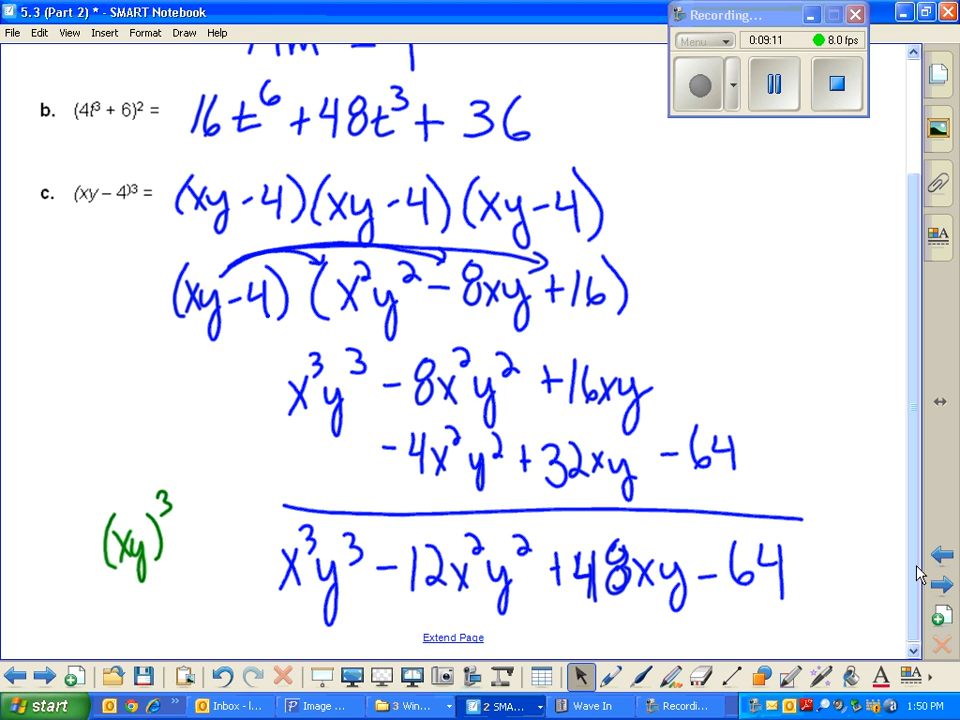 5.3 (Part 2) * - SMART Notebook
Recording...
File Edit View Insert Format Draw Help
Menu
0:09:11 8.0 fps
b. (4t³ + 6)² = 16t⁶ + 48t³ + 36
c. (xy – 4)³ = (xy - 4)(xy - 4)(xy - 4)
(xy - 4)(x²y² - 8xy + 16)
x³y³ - 8x²y² + 16xy
- 4x²y² + 32xy - 64
(xy)³
x³y³ - 12x²y² + 48xy - 64
Extend Page
start
Inbox - I...
Image ...
3 Win...
2 SMA...
Wave In
Recordi...
1:50 PM